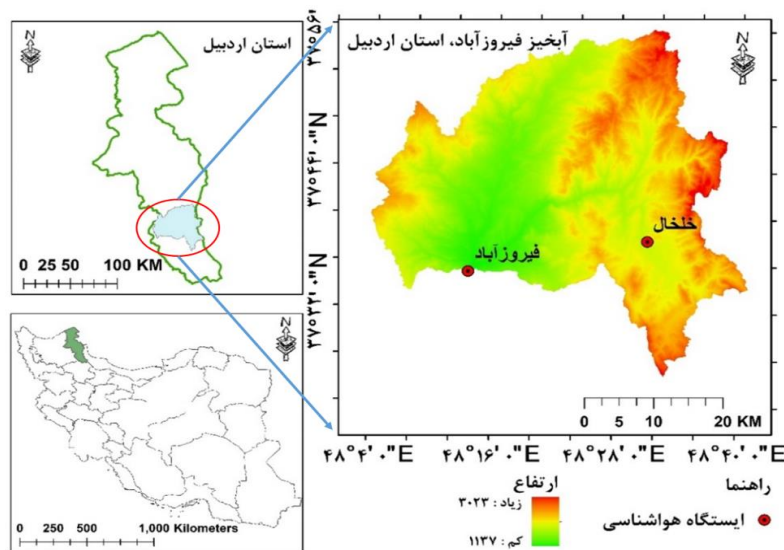 استان اردبیل
N
0 25 50 100 KM
N
0 250 500 1,000 Kilometers
آبخیز فیروزآباد، استان اردبیل
N
۳۷°۵۶'
۳۷°۴۴'۰"N
۳۷°۳۲'۰"N
خلخال
فیروزآباد
0 5 10 20 KM
۴۸°۴'۰"E ۴۸°۱۶'۰"E ۴۸°۲۸'۰"E ۴۸°۴۰'۰"E
ارتفاع
زیاد : ۳۰۲۳
کم : ۱۱۳۷
راهنما
ایستگاه هواشناسی